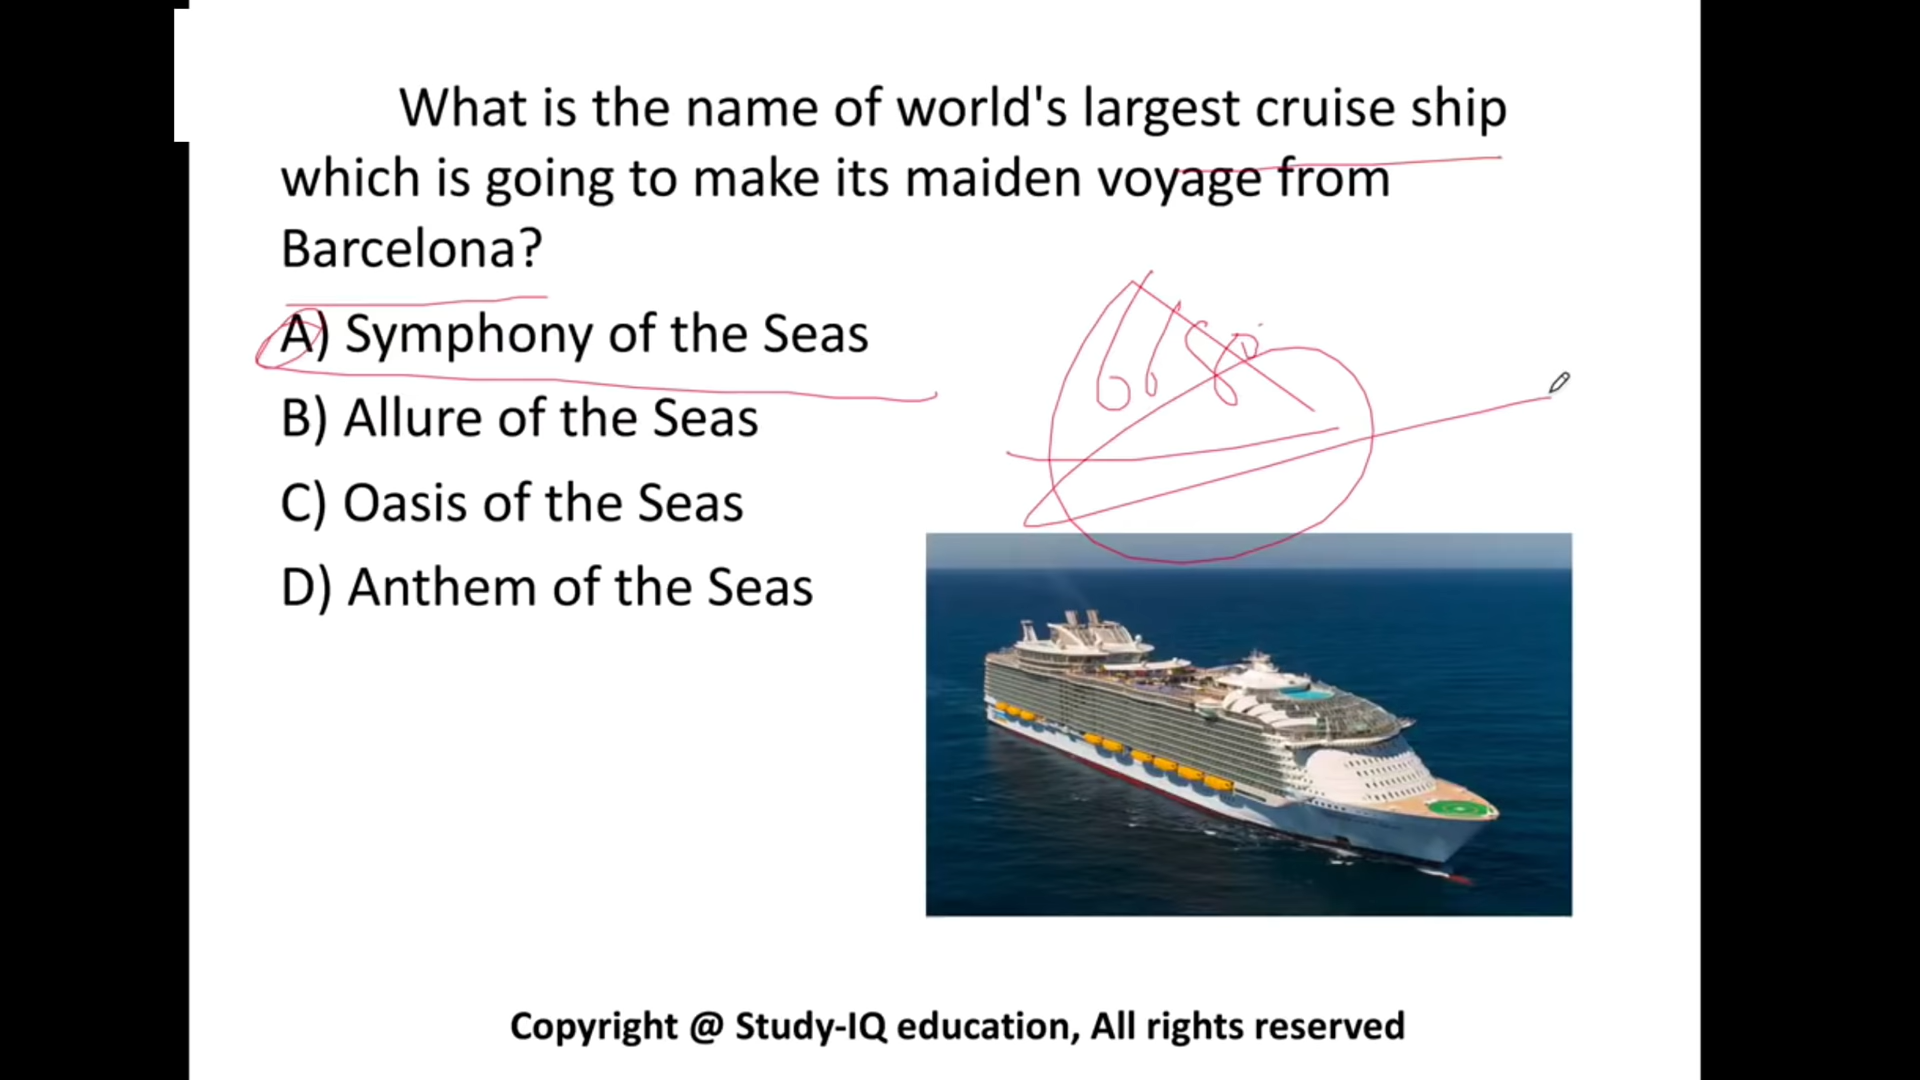 What is the name of world's largest cruise ship
which is going to make its maiden voyage from
Barcelona?
A) Symphony of the Seas
B) Allure of the Seas
C) Oasis of the Seas
D) Anthem of the Seas
Copyright @ Study-IQ education, All rights reserved